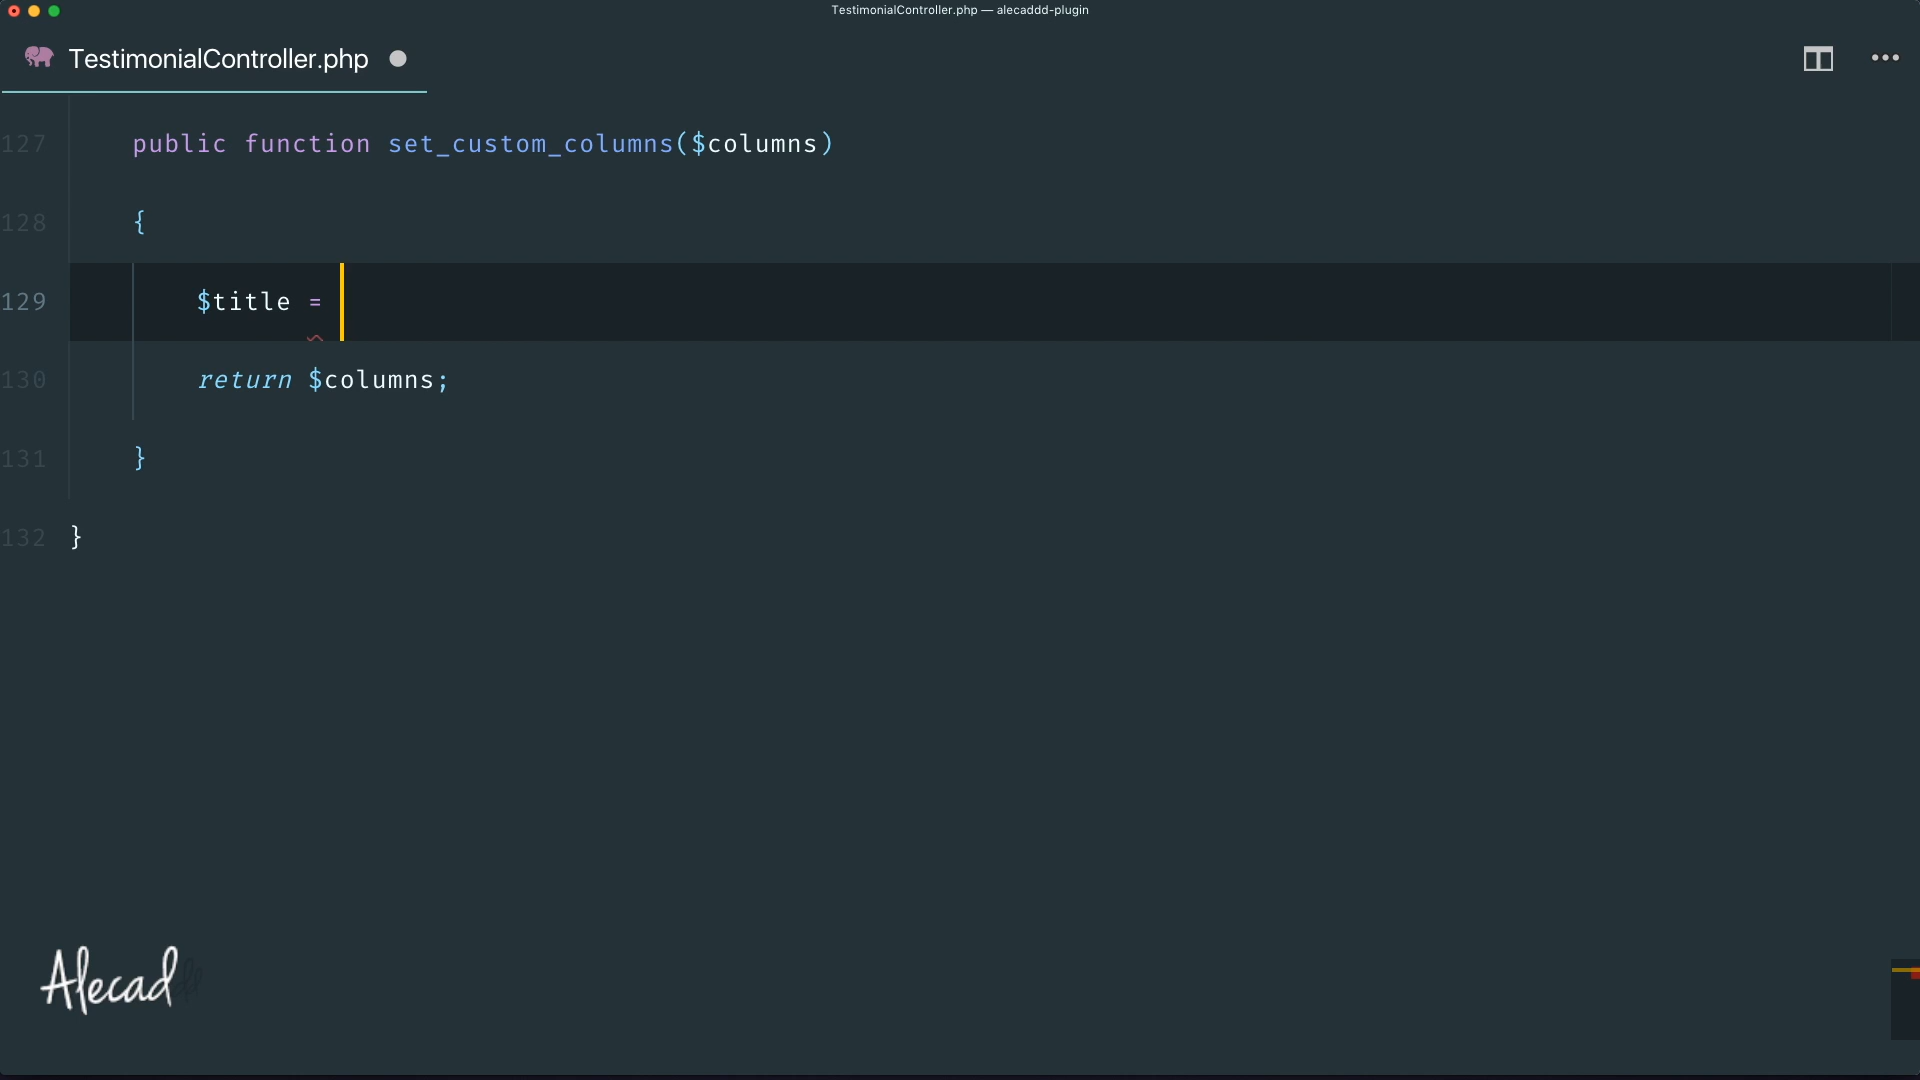 TestimonialController.php — alecaddd-plugin
TestimonialController.php
127 public function set_custom_columns($columns)
128 {
129 $title =
130 return $columns;
131 }
132 }
Alecad